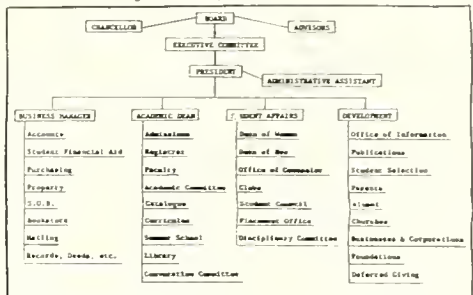 BOARD
CHANCELLOR
ADVISORS
EXECUTIVE COMMITTEE
PRESIDENT
ADMINISTRATIVE ASSISTANT
BUSINESS MANAGER
ACADEMIC DEAN
STUDENT AFFAIRS
DEVELOPMENT
Accounts
Student Financial Aid
Purchasing
Property
S.O.B.
Bookstore
Mailing
Records, Deeds, etc.
Admissions
Registrar
Faculty
Academic Committee
Catalogue
Curriculum
Summer School
Library
Convocation Committee
Dean of Women
Dean of Men
Office of Counselor
Clubs
Student Council
Placement Office
Disciplinary Committee
Office of Information
Publications
Student Selection
Parents
Alumni
Churches
Businesses & Corporations
Foundations
Deferred Giving